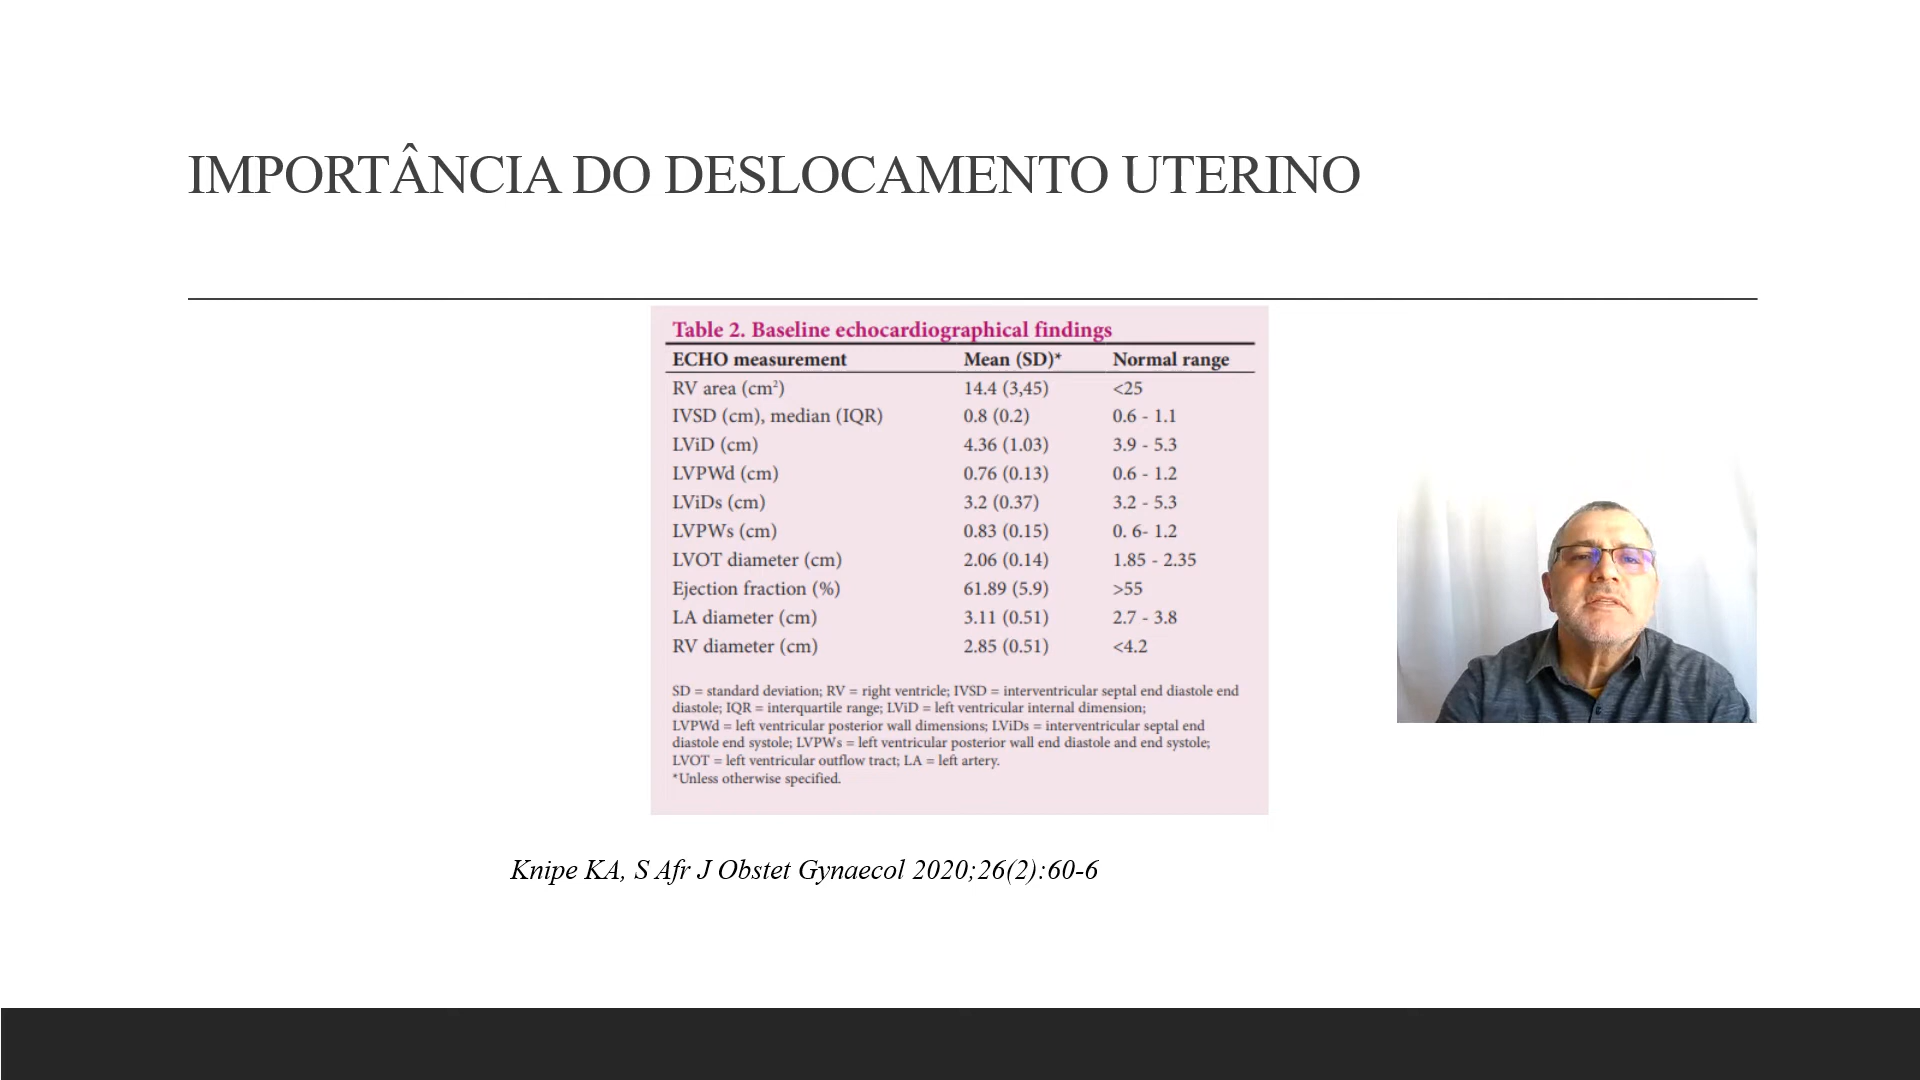 IMPORTÂNCIA DO DESLOCAMENTO UTERINO
Table 2. Baseline echocardiographical findings
ECHO measurement Mean (SD)* Normal range
RV area (cm²) 14.4 (3,45) <25
IVSD (cm), median (IQR) 0.8 (0.2) 0.6 - 1.1
LViD (cm) 4.36 (1.03) 3.9 - 5.3
LVPWd (cm) 0.76 (0.13) 0.6 - 1.2
LViDs (cm) 3.2 (0.37) 3.2 - 5.3
LVPWs (cm) 0.83 (0.15) 0. 6- 1.2
LVOT diameter (cm) 2.06 (0.14) 1.85 - 2.35
Ejection fraction (%) 61.89 (5.9) >55
LA diameter (cm) 3.11 (0.51) 2.7 - 3.8
RV diameter (cm) 2.85 (0.51) <4.2
SD = standard deviation; RV = right ventricle; IVSD = interventricular septal end diastole end
diastole; IQR = interquartile range; LViD = left ventricular internal dimension;
LVPWd = left ventricular posterior wall dimensions; LViDs = interventricular septal end
diastole end systole; LVPWs = left ventricular posterior wall end diastole and end systole;
LVOT = left ventricular outflow tract; LA = left artery.
*Unless otherwise specified.
Knipe KA, S Afr J Obstet Gynaecol 2020;26(2):60-6